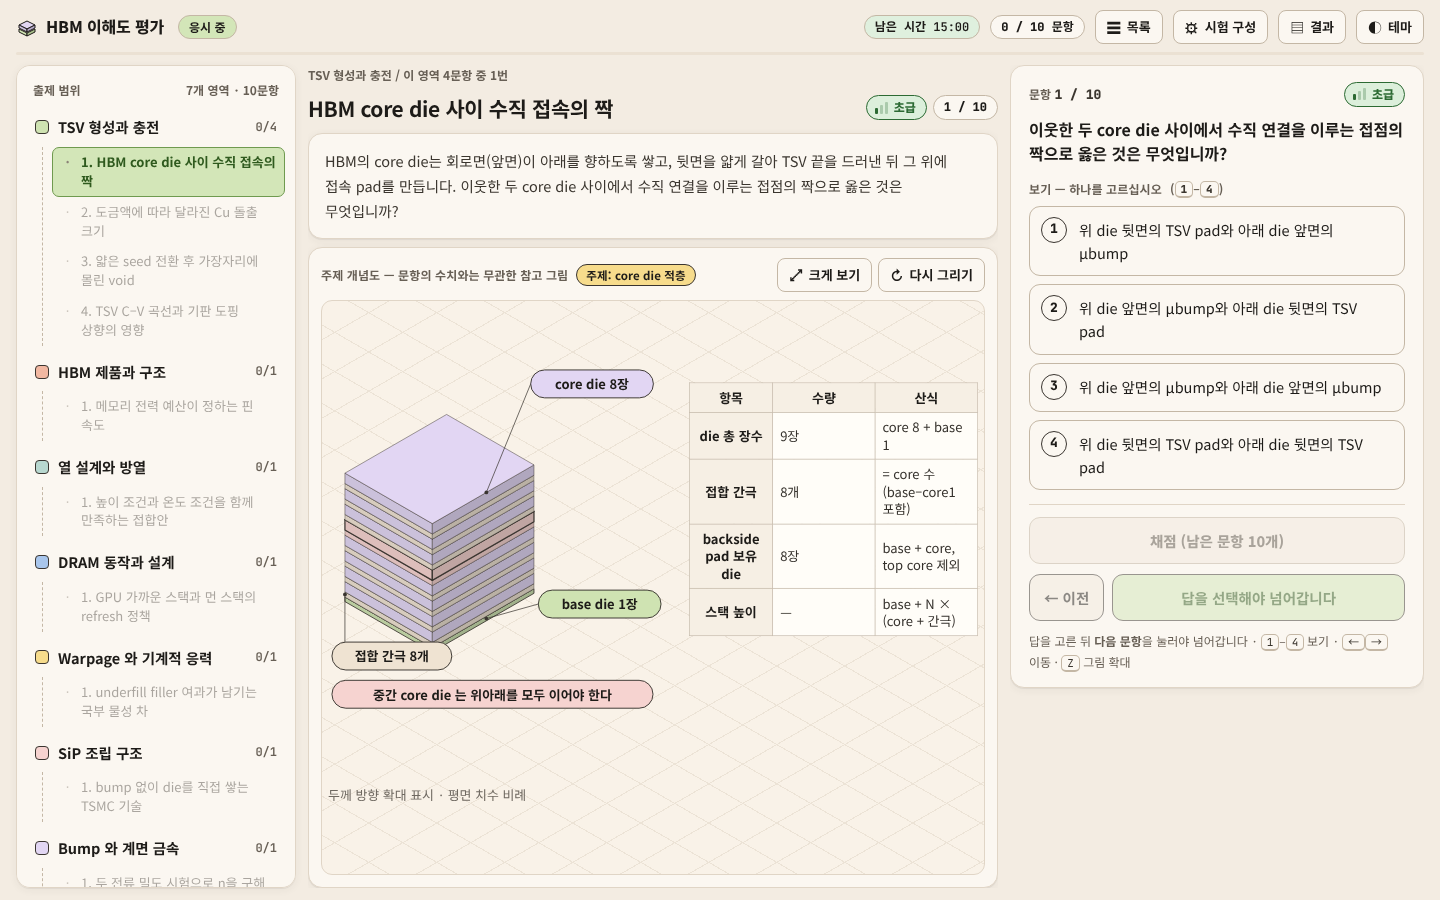 HBM 이해도 평가
응시 중
남은 시간 15:00
0 / 10 문항
목록
시험 구성
결과
테마
출제 범위
7개 영역 · 10문항
TSV 형성과 충전 0/4
· 1. HBM core die 사이 수직 접속의
짝
· 2. 도금액에 따라 달라진 Cu 돌출
크기
· 3. 얇은 seed 전환 후 가장자리에
몰린 void
· 4. TSV C−V 곡선과 기판 도핑
상향의 영향
HBM 제품과 구조 0/1
· 1. 메모리 전력 예산이 정하는 핀
속도
열 설계와 방열 0/1
· 1. 높이 조건과 온도 조건을 함께
만족하는 접합안
DRAM 동작과 설계 0/1
· 1. GPU 가까운 스택과 먼 스택의
refresh 정책
Warpage 와 기계적 응력 0/1
· 1. underfill filler 여과가 남기는
국부 물성 차
SiP 조립 구조 0/1
· 1. bump 없이 die를 직접 쌓는
TSMC 기술
Bump 와 계면 금속 0/1
· 1. 두 전류 밀도 시험으로 n을 구해
TSV 형성과 충전 / 이 영역 4문항 중 1번
HBM core die 사이 수직 접속의 짝
초급
1 / 10
HBM의 core die는 회로면(앞면)이 아래를 향하도록 쌓고, 뒷면을 얇게 갈아 TSV 끝을 드러낸 뒤 그 위에
접속 pad를 만듭니다. 이웃한 두 core die 사이에서 수직 연결을 이루는 접점의 짝으로 옳은 것은
무엇입니까?
주제 개념도 — 문항의 수치와는 무관한 참고 그림
주제: core die 적층
크게 보기
다시 그리기
core die 8장
base die 1장
접합 간극 8개
중간 core die 는 위아래를 모두 이어야 한다
항목 수량 산식
die 총 장수 9장 core 8 + base
1
접합 간극 8개 = core 수
(base−core1
포함)
backside
pad 보유
die
8장
base + core,
top core 제외
스택 높이 — base + N ×
(core + 간극)
두께 방향 확대 표시 · 평면 치수 비례
문항 1 / 10
초급
이웃한 두 core die 사이에서 수직 연결을 이루는 접점의
짝으로 옳은 것은 무엇입니까?
보기 — 하나를 고르십시오 (1–4)
1 위 die 뒷면의 TSV pad와 아래 die 앞면의
μbump
2 위 die 앞면의 μbump와 아래 die 뒷면의 TSV
pad
3 위 die 앞면의 μbump와 아래 die 앞면의 μbump
4 위 die 뒷면의 TSV pad와 아래 die 뒷면의 TSV
pad
채점 (남은 문항 10개)
← 이전
답을 선택해야 넘어갑니다
답을 고른 뒤 다음 문항을 눌러야 넘어갑니다 · 1–4 보기 · ← →
이동 · Z 그림 확대